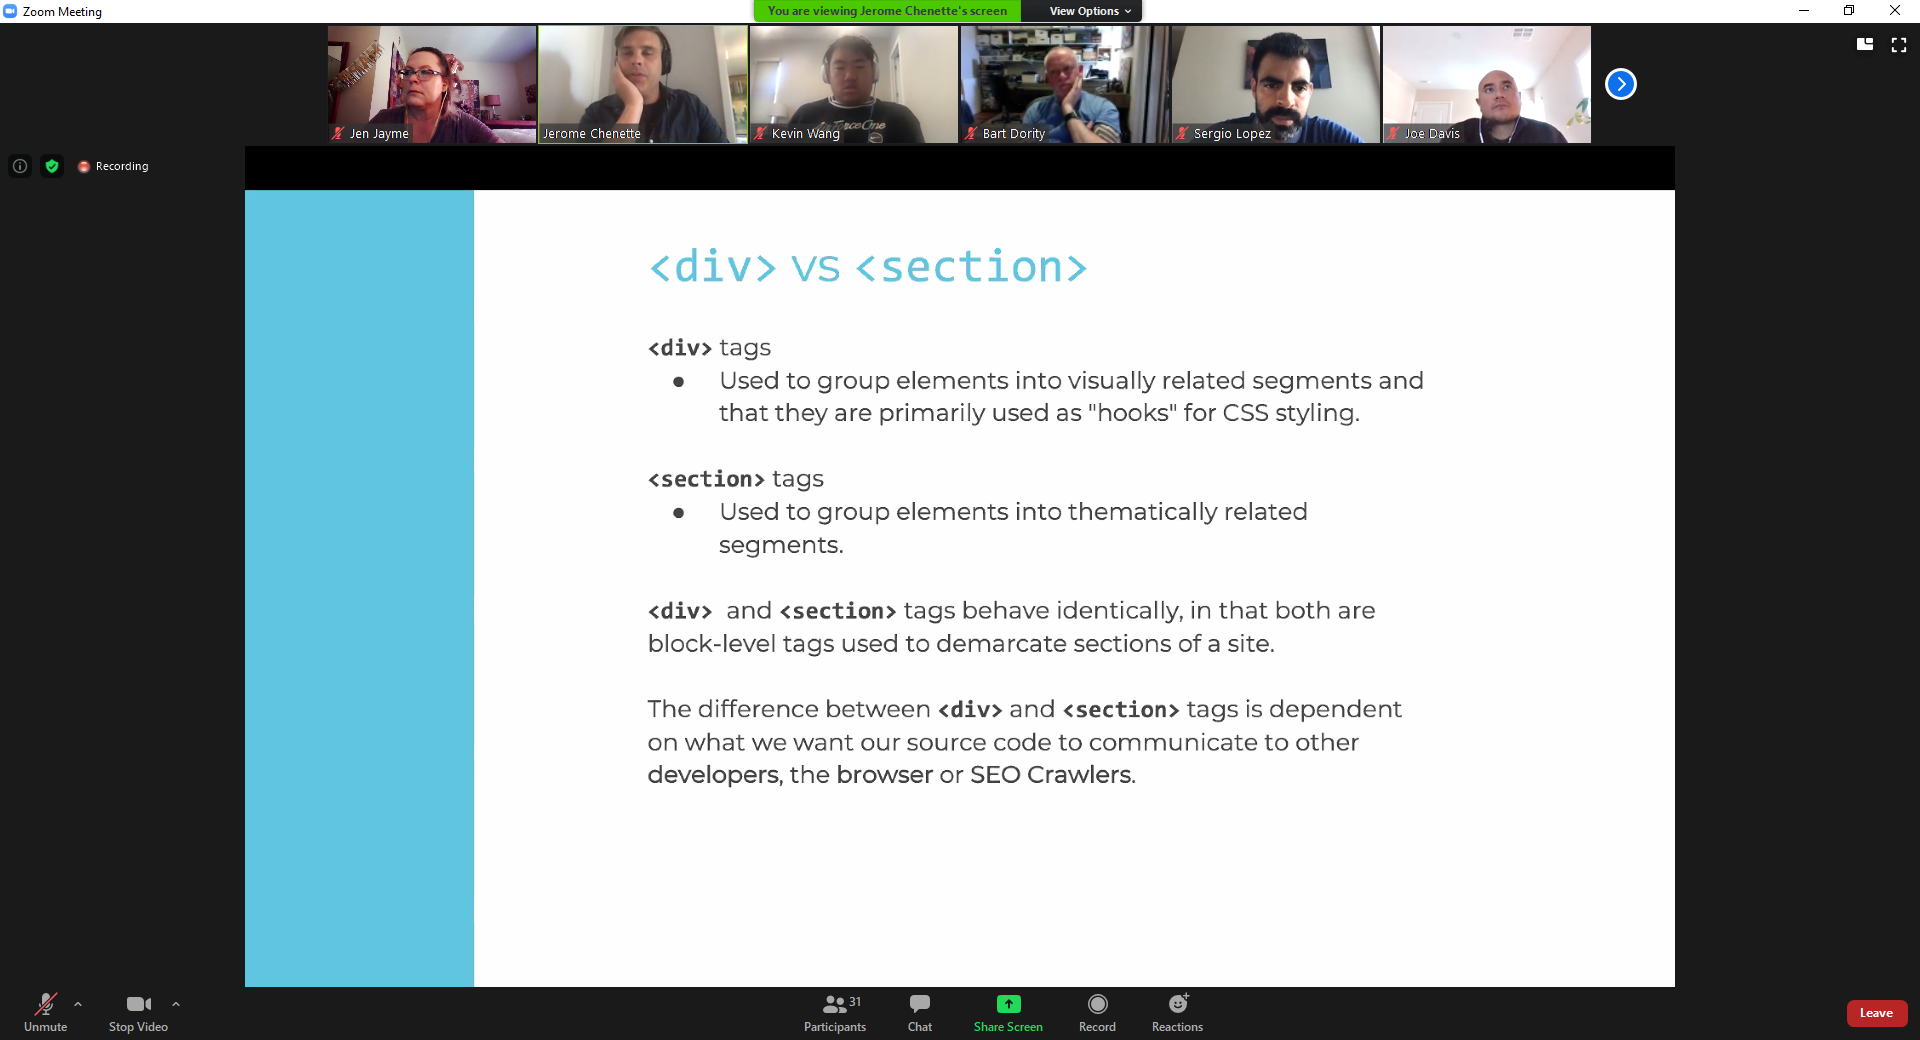 Zoom Meeting
You are viewing Jerome Chenette's screen
View Options
Jen Jayme
Jerome Chenette
Kevin Wang
Bart Dority
Sergio Lopez
Joe Davis
Recording
<div> VS <section>
<div> tags
● Used to group elements into visually related segments and
that they are primarily used as "hooks" for CSS styling.
<section> tags
● Used to group elements into thematically related
segments.
<div> and <section> tags behave identically, in that both are
block-level tags used to demarcate sections of a site.
The difference between <div> and <section> tags is dependent
on what we want our source code to communicate to other
developers, the browser or SEO Crawlers.
Unmute
Stop Video
31
Participants
Chat
Share Screen
Record
Reactions
Leave